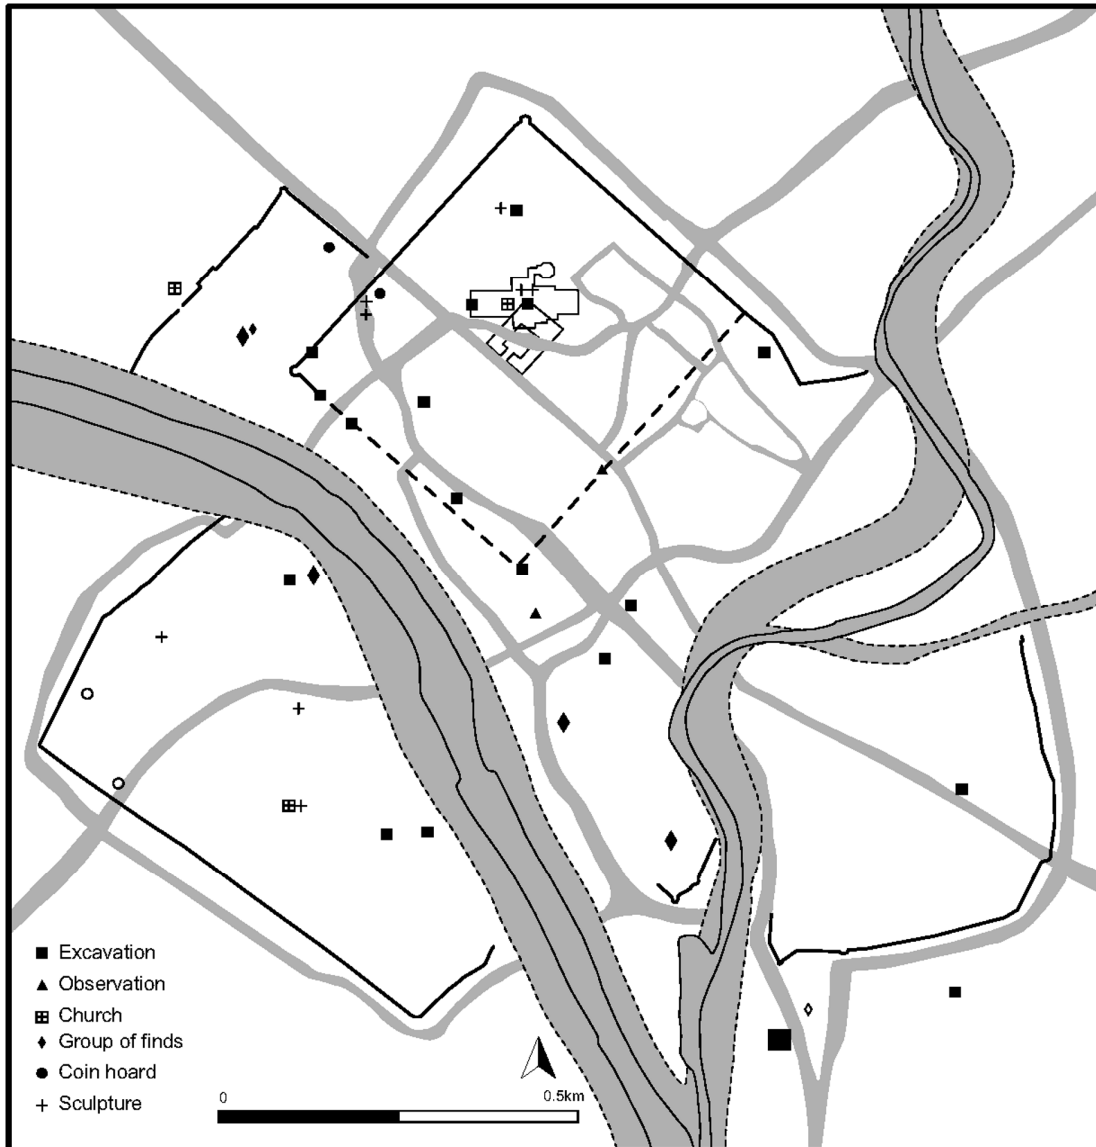 Excavation
Observation
Church
Group of finds
Coin hoard
Sculpture
0 0.5km